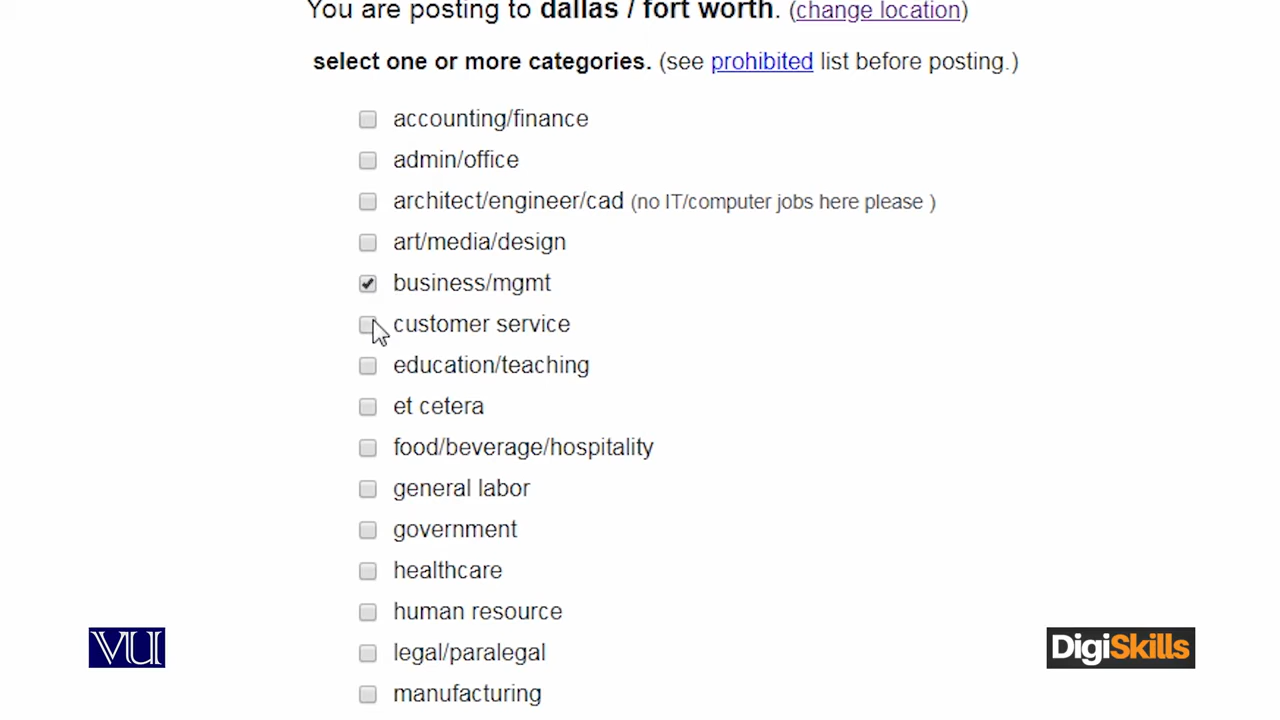 You are posting to dallas / fort worth. (change location)
select one or more categories. (see prohibited list before posting.)
accounting/finance
admin/office
architect/engineer/cad (no IT/computer jobs here please )
art/media/design
business/mgmt
customer service
education/teaching
et cetera
food/beverage/hospitality
general labor
government
healthcare
human resource
legal/paralegal
manufacturing
VU
DigiSkills